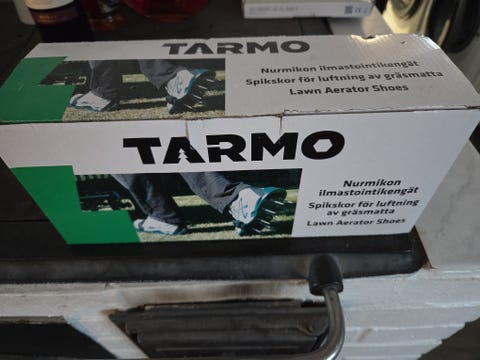 TARMO
Nurmikon ilmastointikengät
Spikskor för luftning av gräsmatta
Lawn Aerator Shoes
TARMO
Nurmikon
ilmastointikengät
Spikskor för luftning
av gräsmatta
Lawn Aerator Shoes